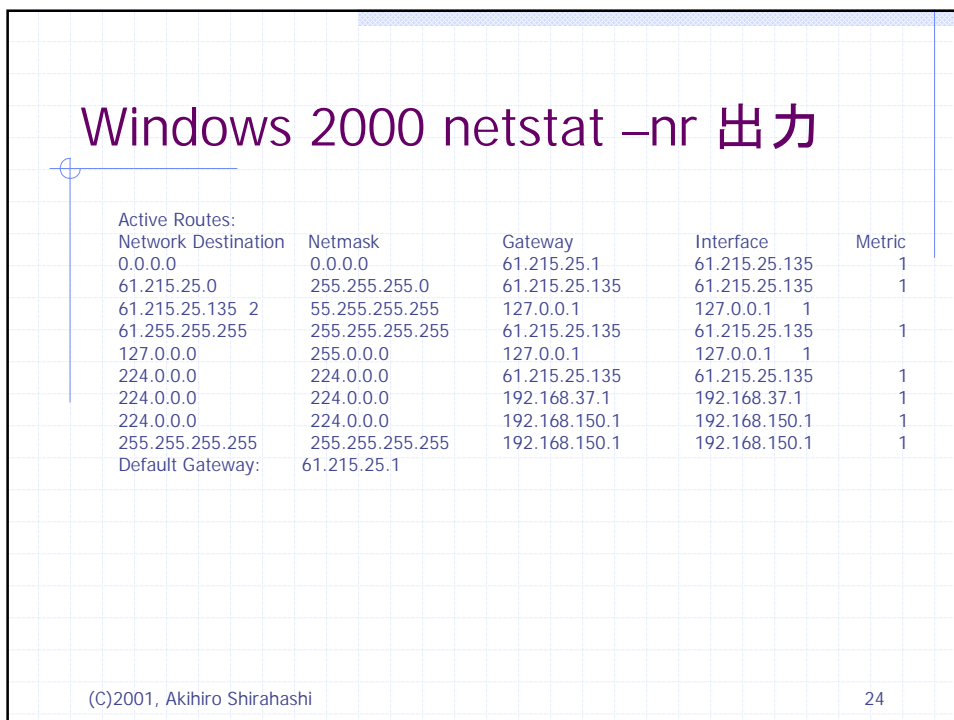 Windows 2000 netstat –nr 出力
Active Routes:
Network Destination Netmask Gateway Interface Metric
0.0.0.0 0.0.0.0 61.215.25.1 61.215.25.135 1
61.215.25.0 255.255.255.0 61.215.25.135 61.215.25.135 1
61.215.25.135 2 55.255.255.255 127.0.0.1 127.0.0.1 1
61.255.255.255 255.255.255.255 61.215.25.135 61.215.25.135 1
127.0.0.0 255.0.0.0 127.0.0.1 127.0.0.1 1
224.0.0.0 224.0.0.0 61.215.25.135 61.215.25.135 1
224.0.0.0 224.0.0.0 192.168.37.1 192.168.37.1 1
224.0.0.0 224.0.0.0 192.168.150.1 192.168.150.1 1
255.255.255.255 255.255.255.255 192.168.150.1 192.168.150.1 1
Default Gateway: 61.215.25.1
(C)2001, Akihiro Shirahashi 24